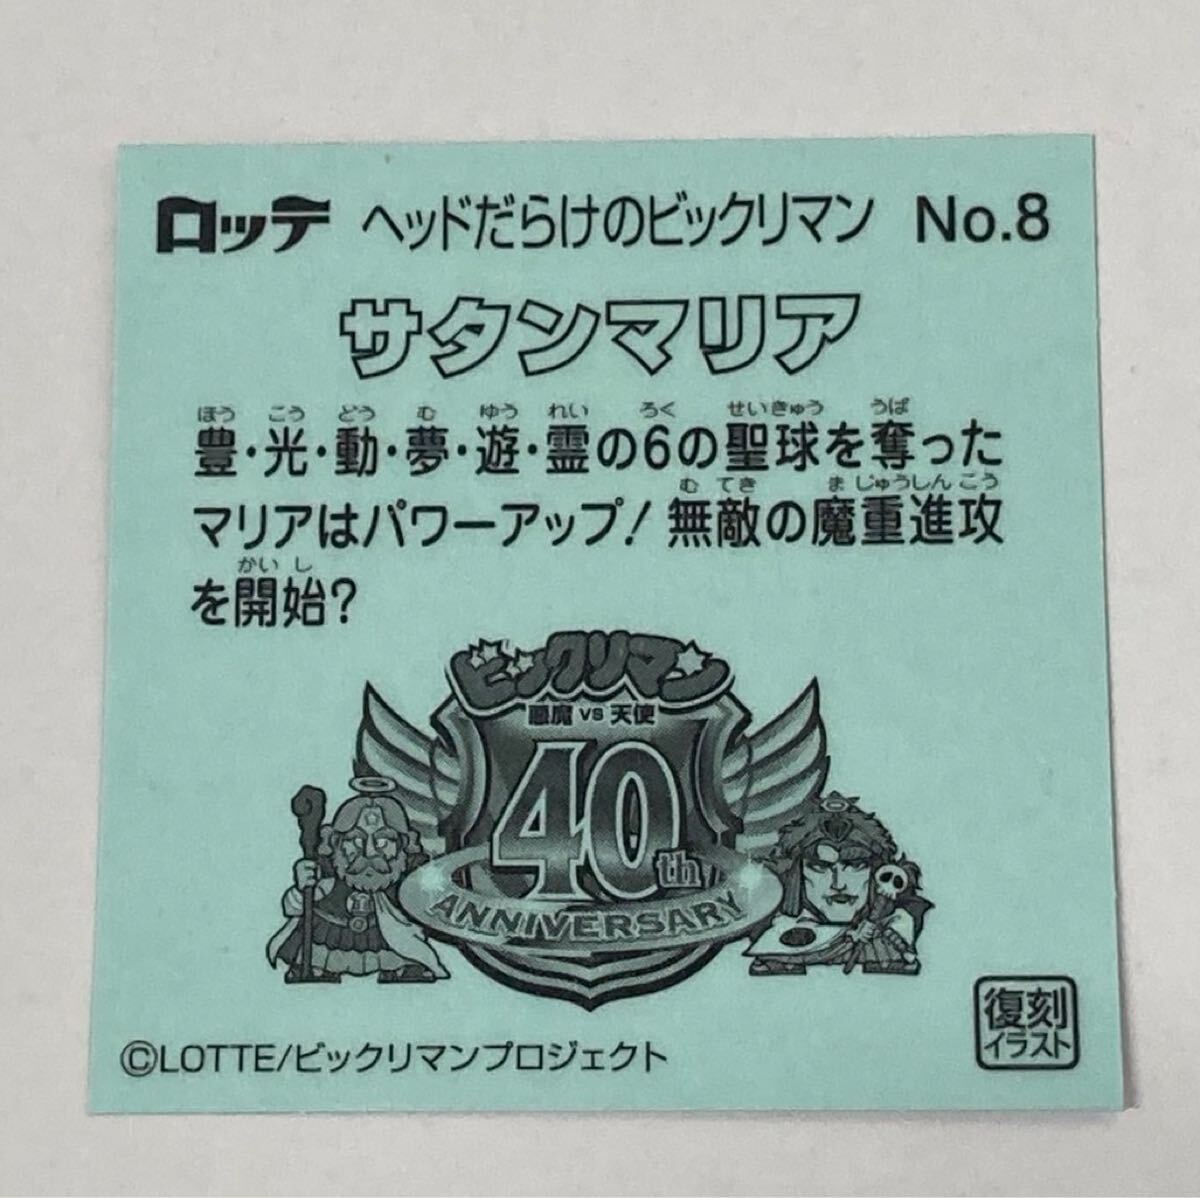 ロッテ ヘッドだらけのビックリマン No.8
サタンマリア
ほう こう どう む ゆう れい ろく せいきゅう うば
豊・光・動・夢・遊・霊の6の聖球を奪った
む てき ま じゅうしんこう
マリアはパワーアップ! 無敵の魔重進攻
かい し
を開始?
ビックリマン
悪魔 VS 天使
40th
ANNIVERSARY
復刻
イラスト
©LOTTE/ビックリマンプロジェクト